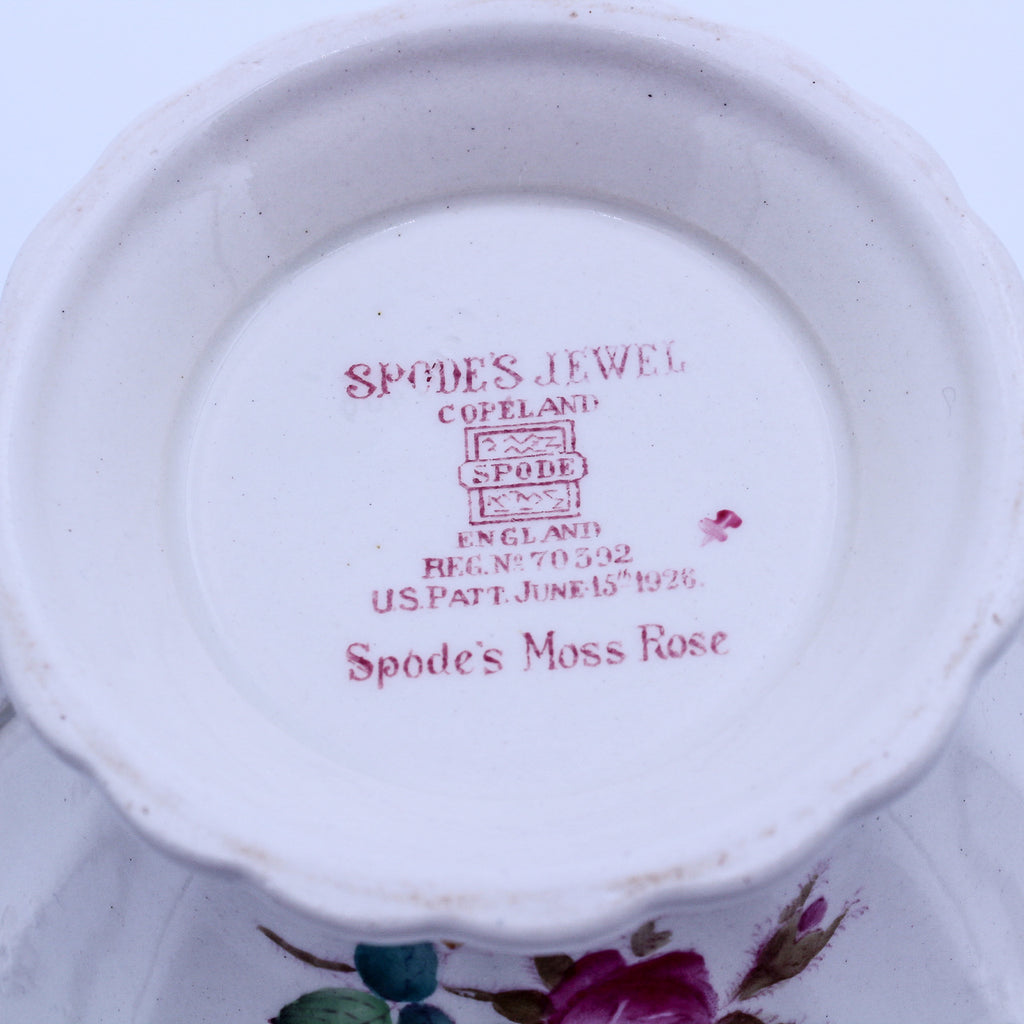 SPODE'S JEWEL
COPELAND
SPODE
ENGLAND
REG. Nº 70392
U.S. PATT. JUNE·15th 1926.
Spode's Moss Rose